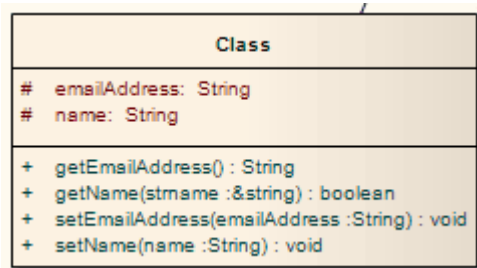 Class
# emailAddress: String
# name: String
+ getEmailAddress() : String
+ getName(strname :&string) : boolean
+ setEmailAddress(emailAddress :String) : void
+ setName(name :String) : void